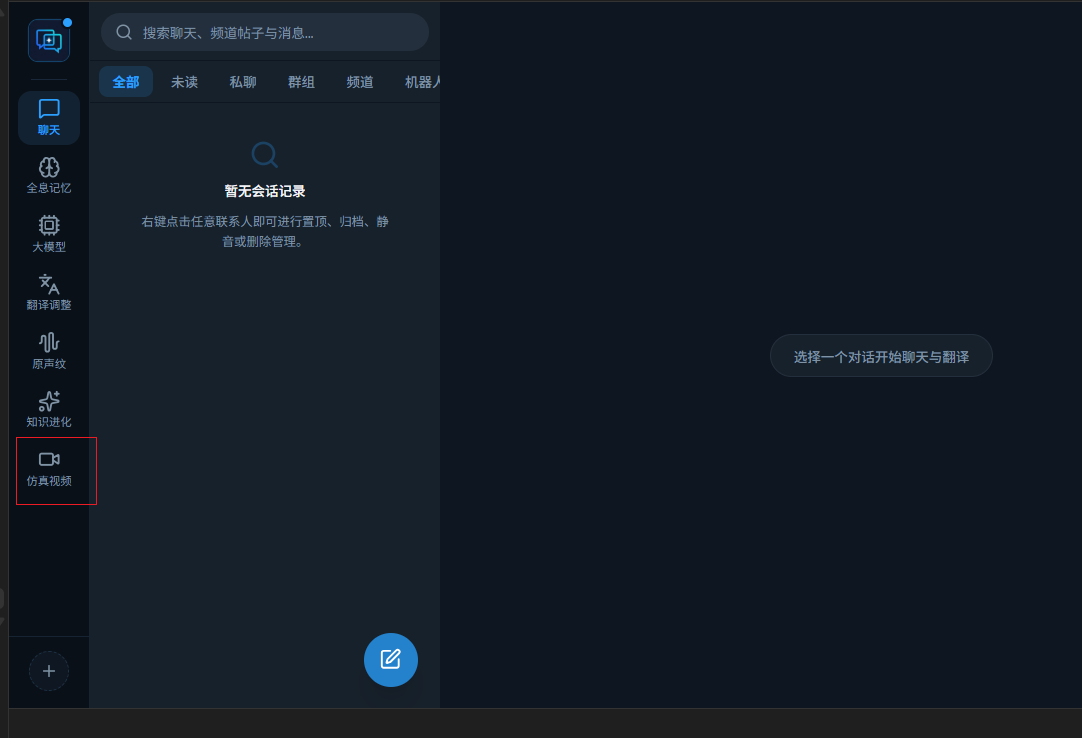 搜索聊天、频道帖子与消息...
全部
未读
私聊
群组
频道
机器人
聊天
全息记忆
大模型
翻译调整
原声纹
知识进化
仿真视频
暂无会话记录
右键点击任意联系人即可进行置顶、归档、静
音或删除管理。
选择一个对话开始聊天与翻译